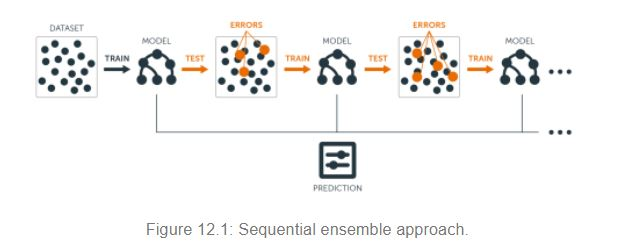 DATASET
TRAIN
MODEL
TEST
ERRORS
TRAIN
MODEL
TEST
ERRORS
TRAIN
MODEL
PREDICTION
Figure 12.1: Sequential ensemble approach.